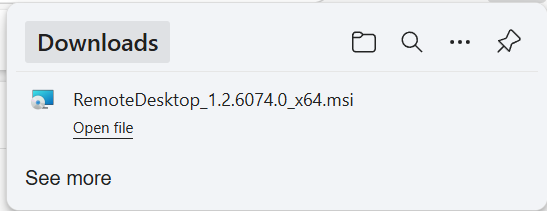 Downloads
RemoteDesktop_1.2.6074.0_x64.msi
Open file
See more